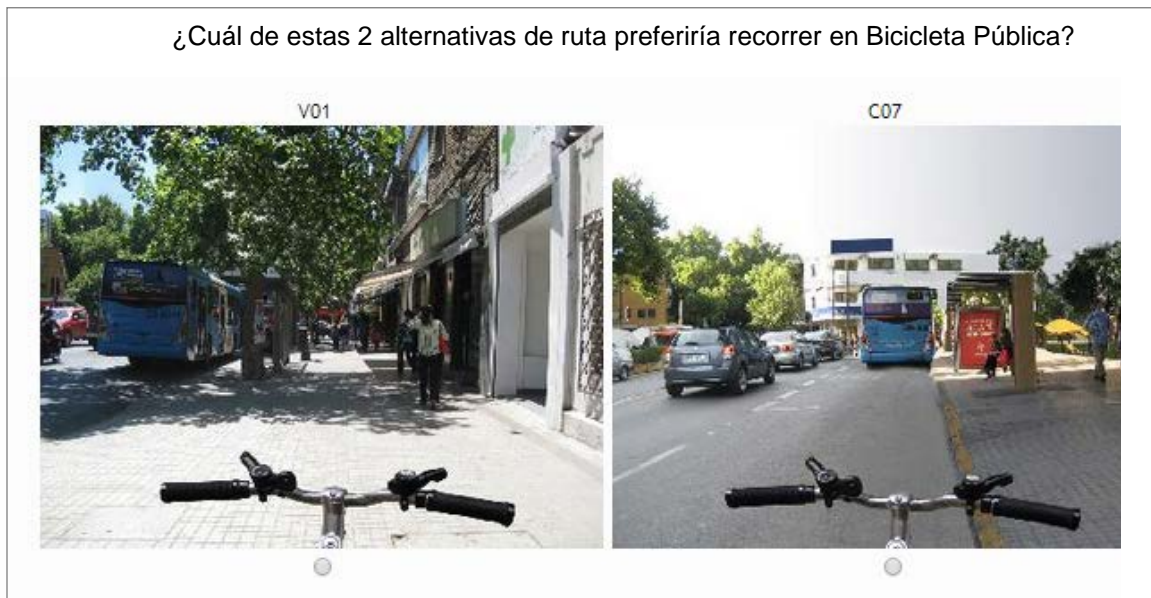 ¿Cuál de estas 2 alternativas de ruta preferiría recorrer en Bicicleta Pública?
V01
C07